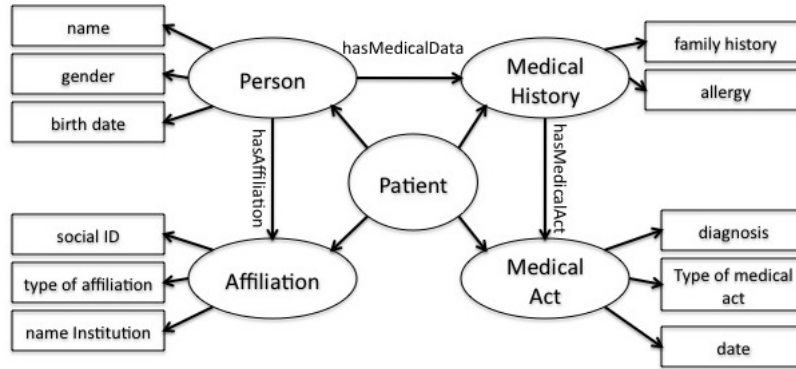 name
gender
birth date
Person
hasMedicalData
Medical
History
family history
allergy
hasAffiliation
Patient
hasMedicalAct
social ID
type of affiliation
name Institution
Affiliation
Medical
Act
diagnosis
Type of medical
act
date